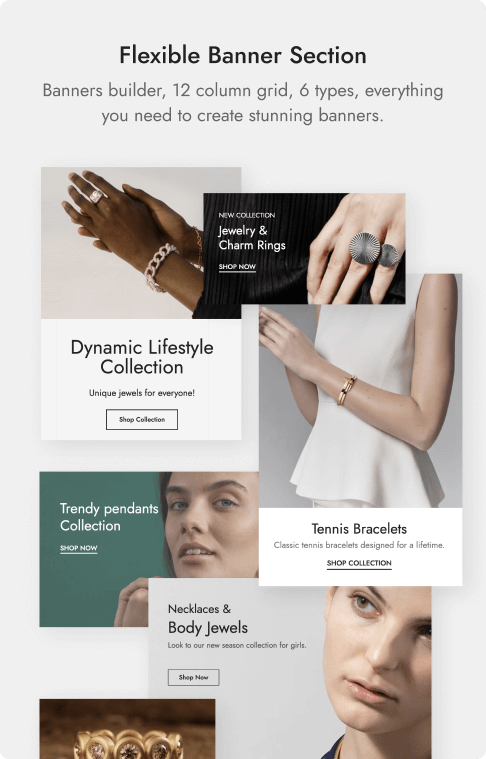 Flexible Banner Section
Banners builder, 12 column grid, 6 types, everything
you need to create stunning banners.
NEW COLLECTION
Jewelry &
Charm Rings
SHOP NOW
Dynamic Lifestyle
Collection
Unique jewels for everyone!
Shop Collection
Trendy pendants
Collection
SHOP NOW
Tennis Bracelets
Classic tennis bracelets designed for a lifetime.
SHOP COLLECTION
Necklaces &
Body Jewels
Look to our new season collection for girls.
Shop Now